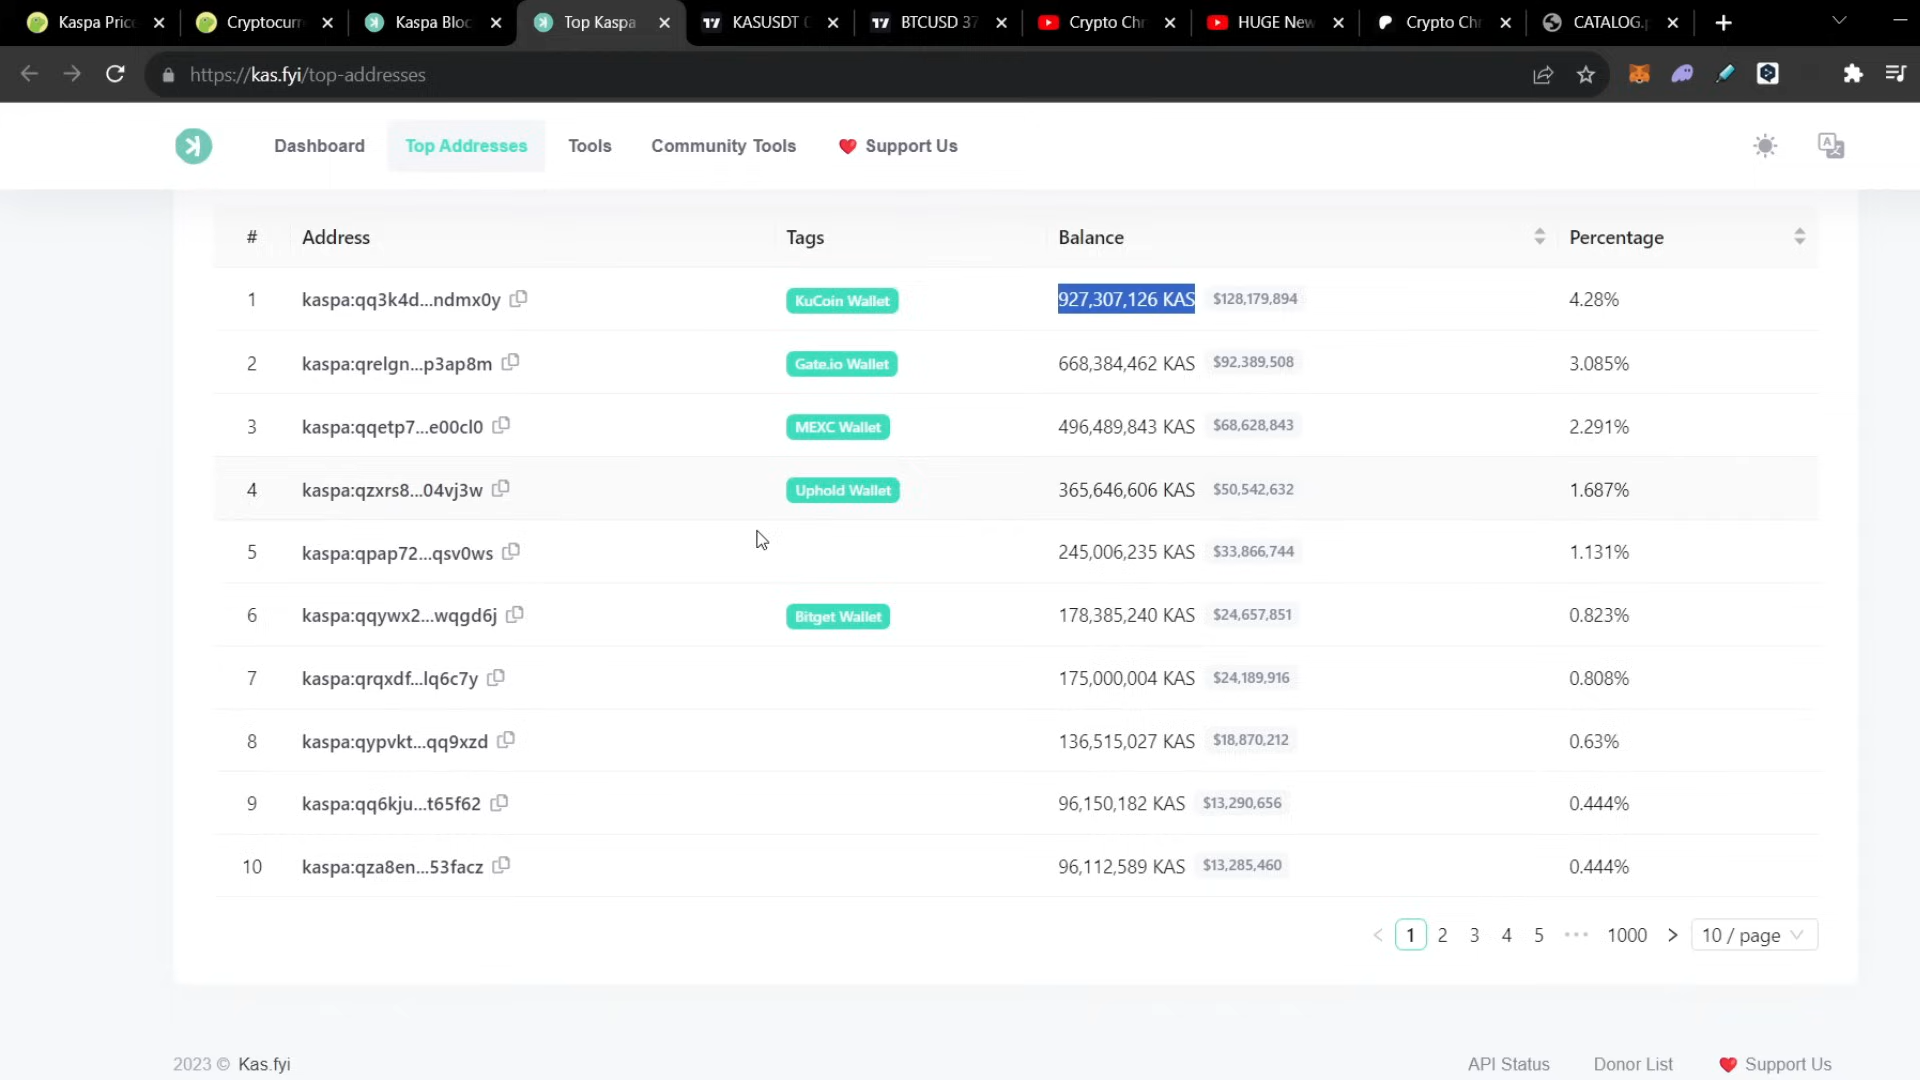 Kaspa Pric
Cryptocurr
Kaspa Bloc
Top Kaspa
KASUSDT
BTCUSD 37
Crypto Chr
HUGE New
Crypto Chr
CATALOG.p
https://kas.fyi/top-addresses
Dashboard
Top Addresses
Tools
Community Tools
Support Us
# Address Tags Balance Percentage
1 kaspa:qq3k4d...ndmx0y KuCoin Wallet 927,307,126 KAS $128,179,894 4.28%
2 kaspa:qrelgn...p3ap8m Gate.io Wallet 668,384,462 KAS $92,389,508 3.085%
3 kaspa:qqetp7...e00cl0 MEXC Wallet 496,489,843 KAS $68,628,843 2.291%
4 kaspa:qzxrs8...04vj3w Uphold Wallet 365,646,606 KAS $50,542,632 1.687%
5 kaspa:qpap72...qsv0ws 245,006,235 KAS $33,866,744 1.131%
6 kaspa:qqywx2...wqgd6j Bitget Wallet 178,385,240 KAS $24,657,851 0.823%
7 kaspa:qrqxdf...lq6c7y 175,000,004 KAS $24,189,916 0.808%
8 kaspa:qypvkt...qq9xzd 136,515,027 KAS $18,870,212 0.63%
9 kaspa:qq6kju...t65f62 96,150,182 KAS $13,290,656 0.444%
10 kaspa:qza8en...53facz 96,112,589 KAS $13,285,460 0.444%
< 1 2 3 4 5 ••• 1000 > 10 / page
2023 © Kas.fyi
API Status
Donor List
Support Us